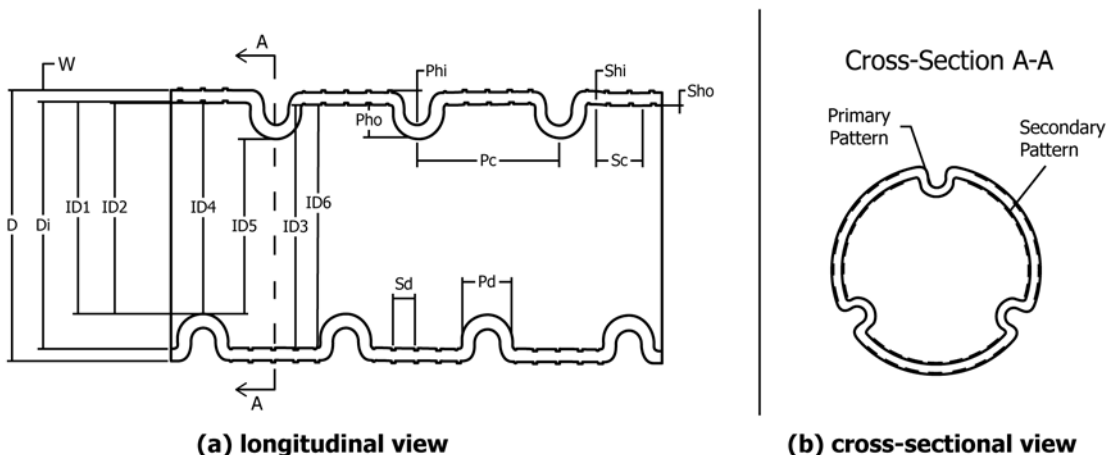 A
W
Phi
Shi
Sho
Pho
Pc
Sc
D
Di
ID1
ID2
ID4
ID5
ID3
ID6
Sd
Pd
A
(a) longitudinal view
Cross-Section A-A
Primary
Pattern
Secondary
Pattern
(b) cross-sectional view